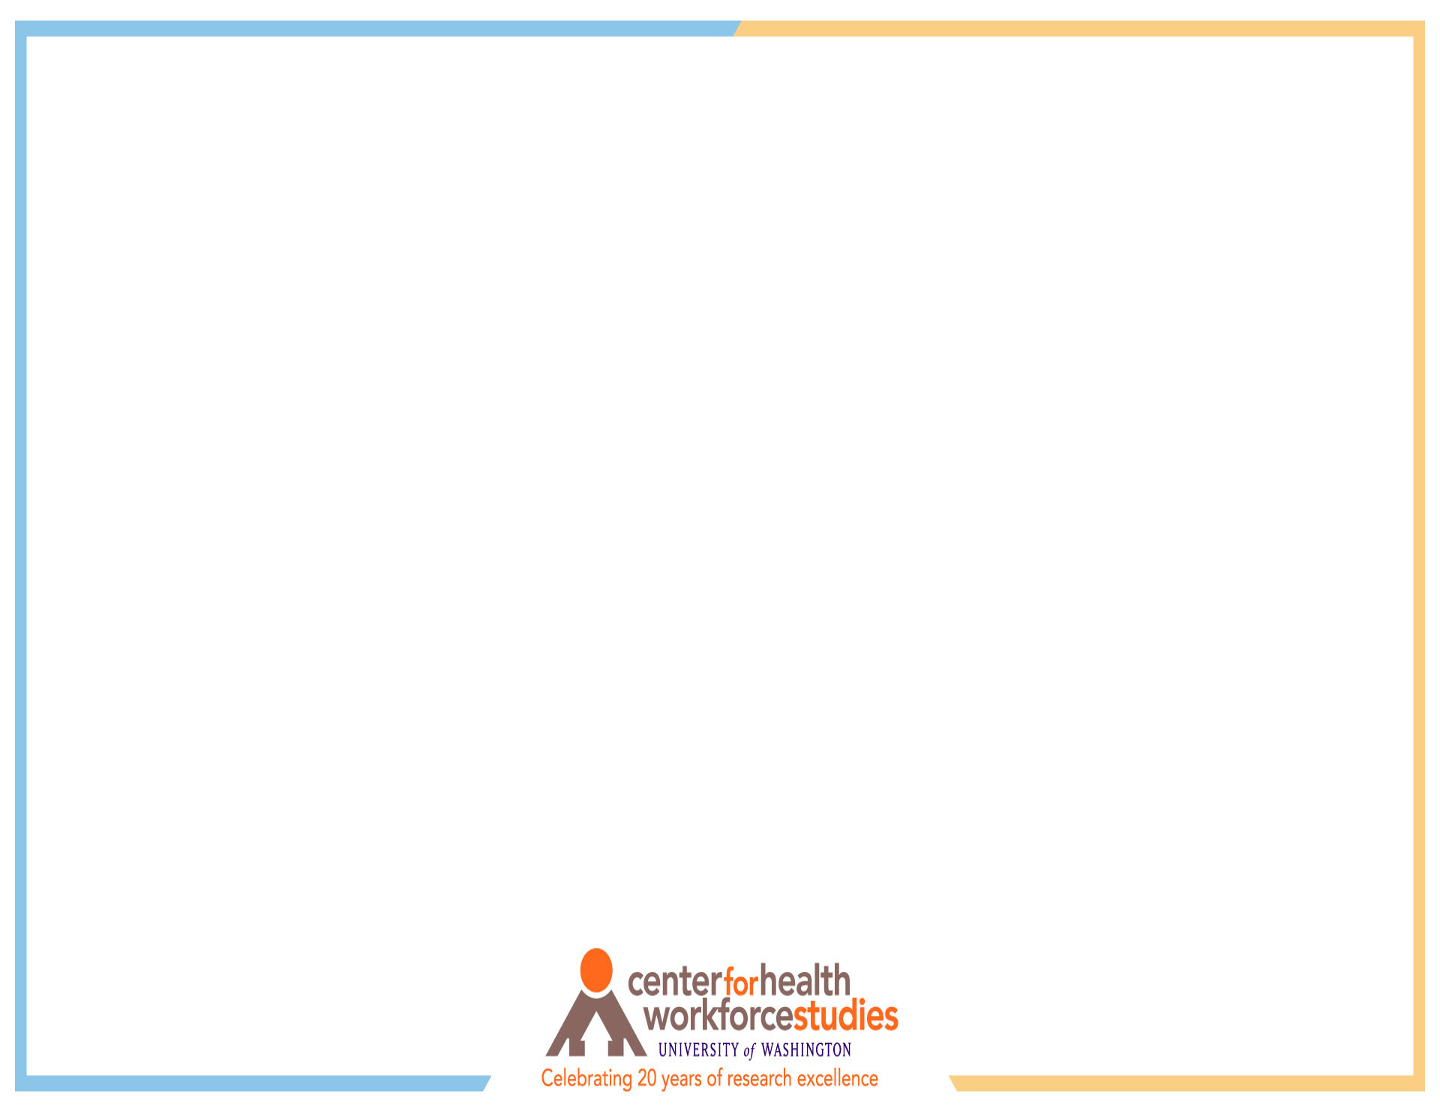 centerforhealth
workforcestudies
UNIVERSITY of WASHINGTON
Celebrating 20 years of research excellence